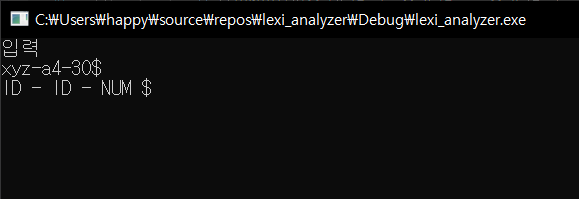 C:₩Users₩happy₩source₩repos₩lexi_analyzer₩Debug₩lexi_analyzer.exe
입력
xyz-a4-30$
ID - ID - NUM $